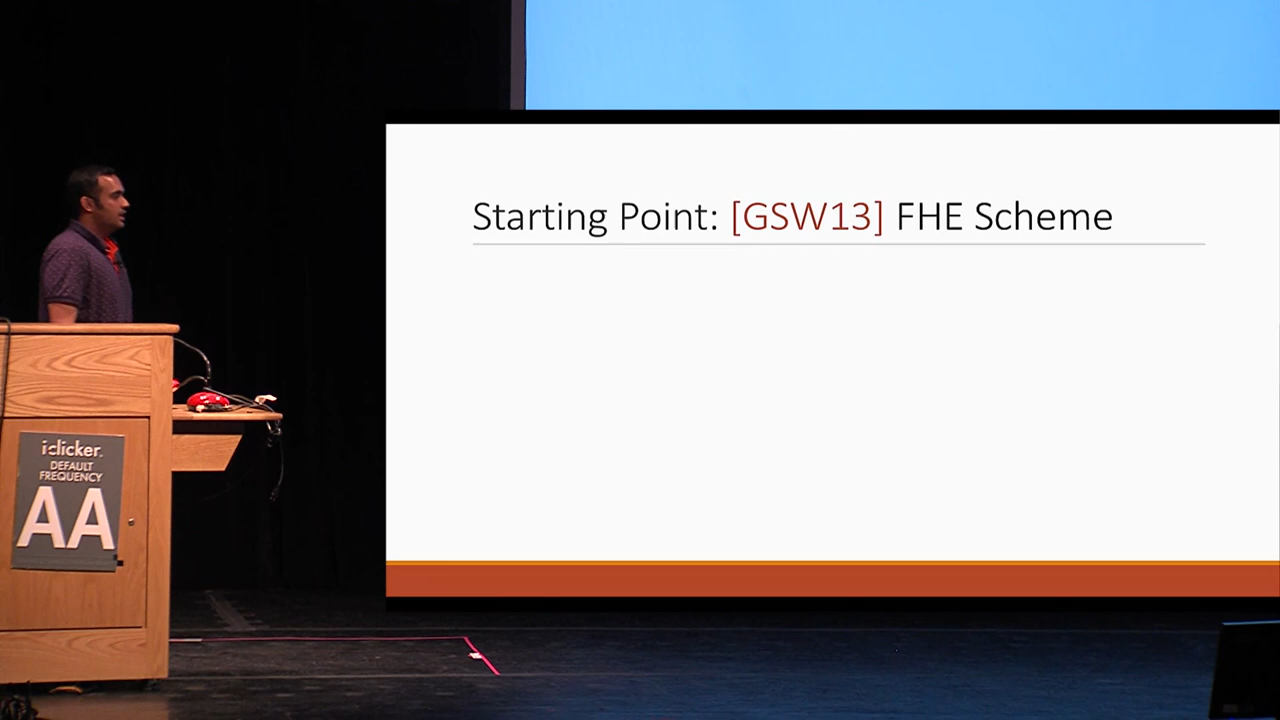 Starting Point: [GSW13] FHE Scheme
iclicker.
DEFAULT
FREQUENCY
AA